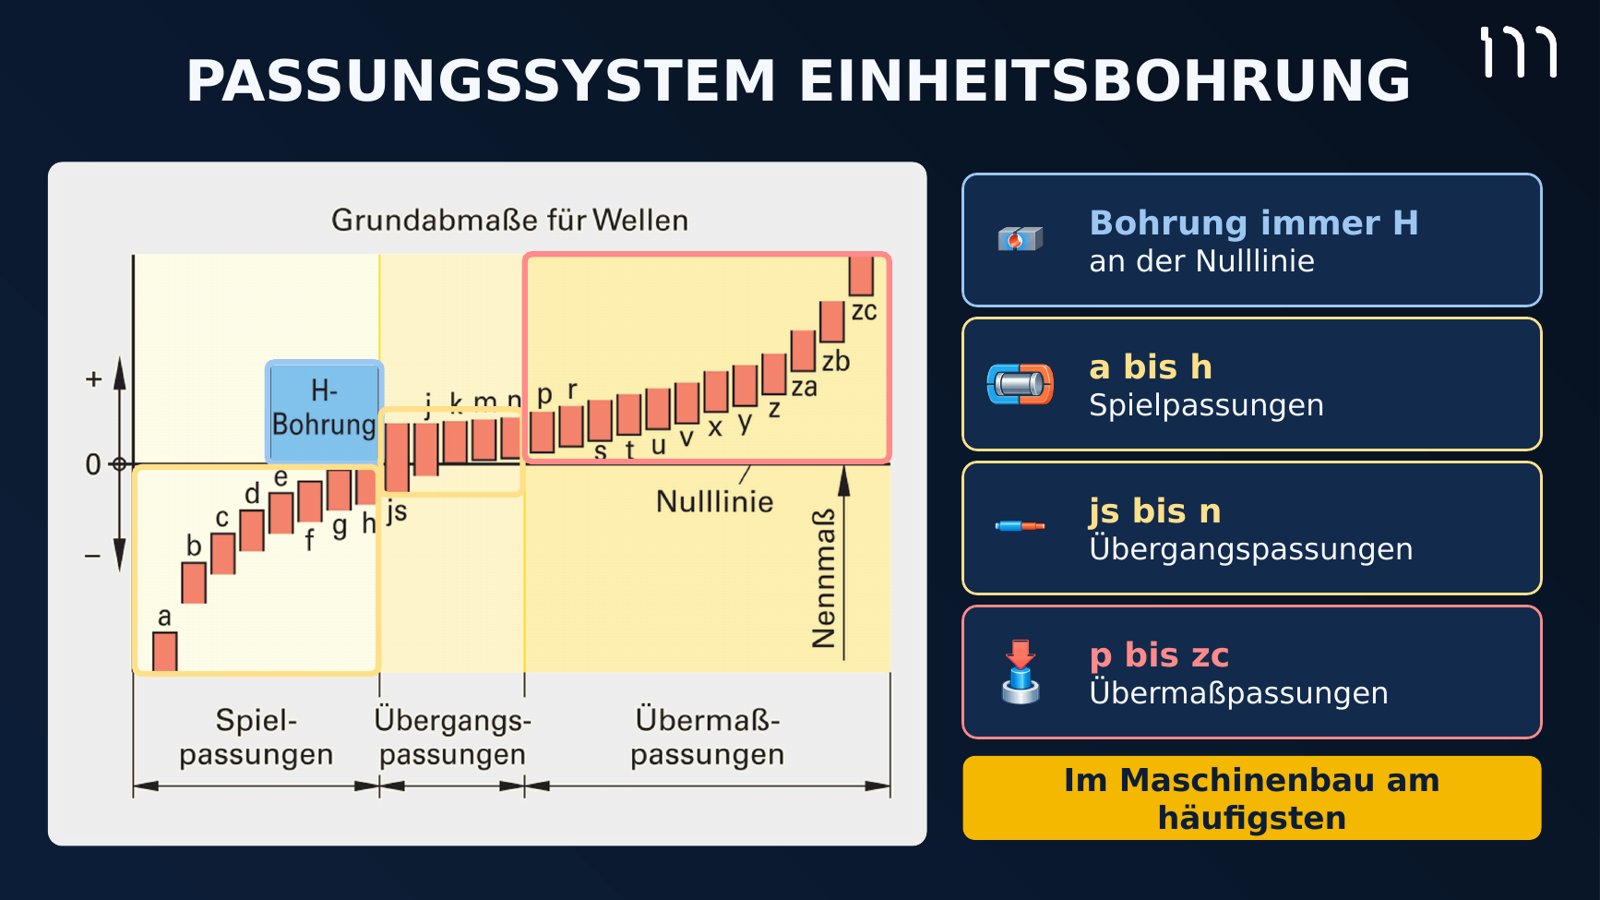 PASSUNGSSYSTEM EINHEITSBOHRUNG
m
Grundabmaße für Wellen
+
0
–
H-
Bohrung
a
b
c
d
e
f
g
h
js
j
k
m
n
p
r
s
t
u
v
x
y
z
za
zb
zc
Nulllinie
Nennmaß
Spiel-
passungen
Übergangs-
passungen
Übermaß-
passungen
Bohrung immer H
an der Nulllinie
a bis h
Spielpassungen
js bis n
Übergangspassungen
p bis zc
Übermaßpassungen
Im Maschinenbau am
häufigsten